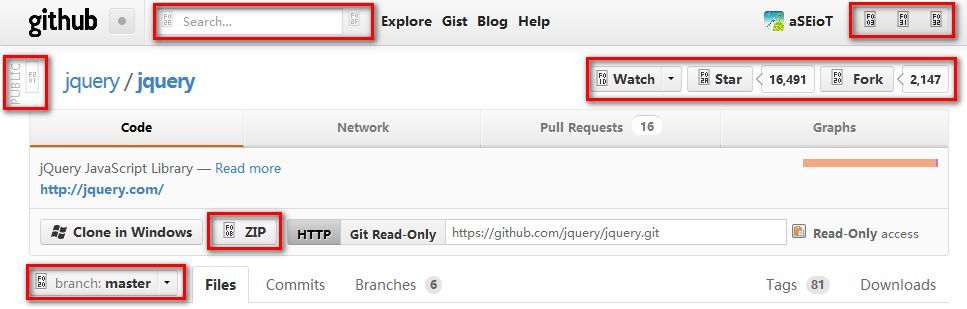 github Search... Explore Gist Blog Help aSEioT
PUBLIC jquery / jquery Watch Star 16,491 Fork 2,147
Code Network Pull Requests 16 Graphs
jQuery JavaScript Library — Read more
http://jquery.com/
Clone in Windows ZIP HTTP Git Read-Only https://github.com/jquery/jquery.git Read-Only access
branch: master Files Commits Branches 6 Tags 81 Downloads